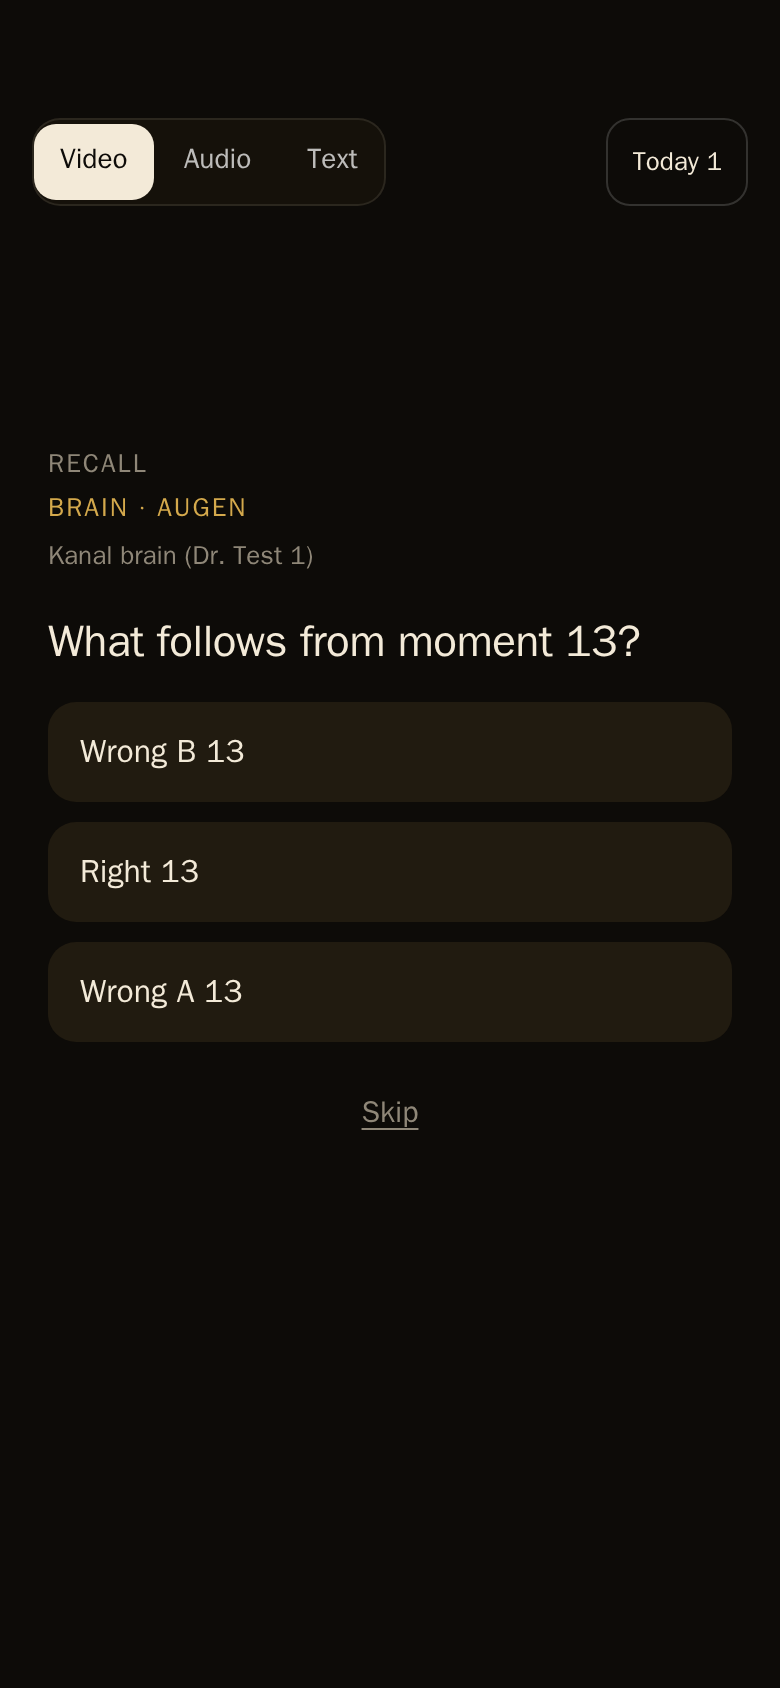 Video Audio Text Today 1
RECALL
BRAIN · AUGEN
Kanal brain (Dr. Test 1)
What follows from moment 13?
Wrong B 13
Right 13
Wrong A 13
Skip